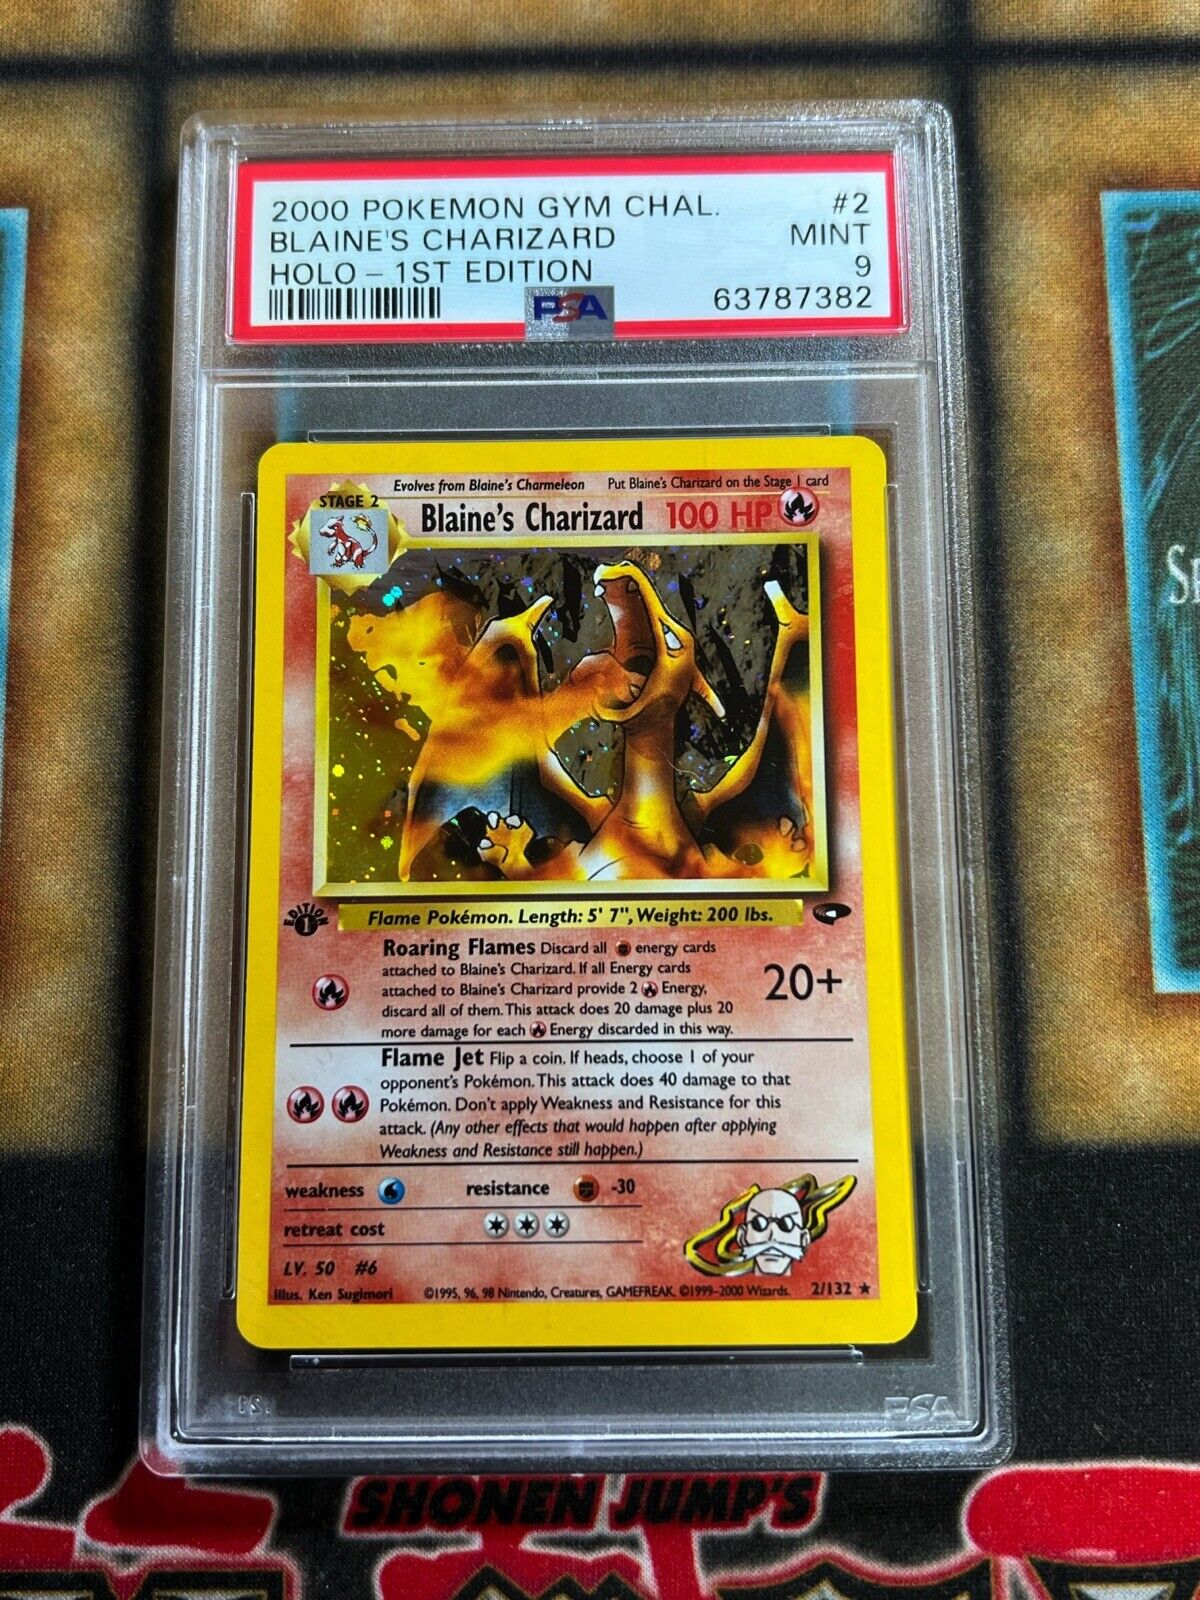 2000 POKEMON GYM CHAL. #2
BLAINE'S CHARIZARD MINT
HOLO - 1ST EDITION 9
PSA 63787382
Evolves from Blaine's Charmeleon Put Blaine's Charizard on the Stage 1 card
STAGE 2
Blaine's Charizard 100 HP
EDITION
1
Flame Pokémon. Length: 5' 7", Weight: 200 lbs.
Roaring Flames Discard all energy cards
attached to Blaine's Charizard. If all Energy cards
attached to Blaine's Charizard provide 2 Energy,
discard all of them. This attack does 20 damage plus 20
more damage for each Energy discarded in this way.
20+
Flame Jet Flip a coin. If heads, choose 1 of your
opponent's Pokémon. This attack does 40 damage to that
Pokémon. Don't apply Weakness and Resistance for this
attack. (Any other effects that would happen after applying
Weakness and Resistance still happen.)
weakness resistance -30
retreat cost
LV. 50 #6
Illus. Ken Sugimori ©1995, 96, 98 Nintendo, Creatures, GAMEFREAK. ©1999-2000 Wizards. 2/132 ★
PSA
SHONEN JUMP'S